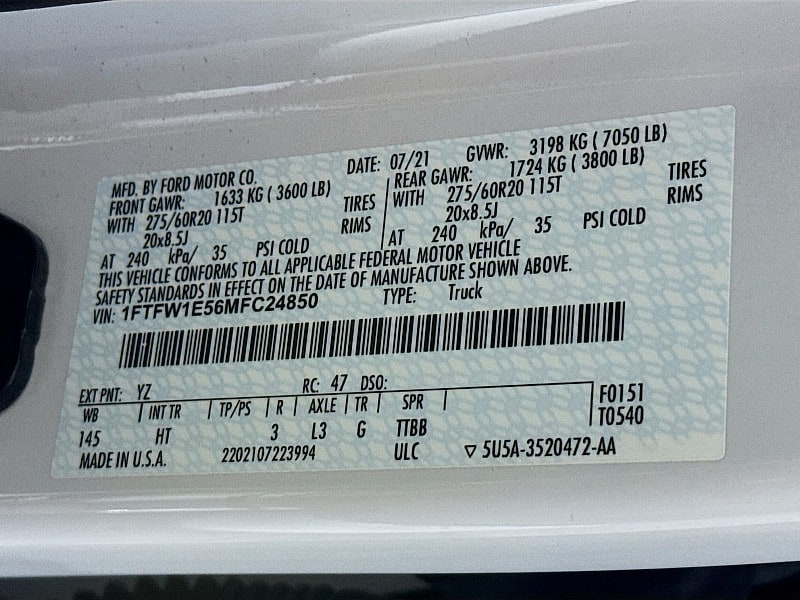 MFD. BY FORD MOTOR CO. DATE: 07/21 GVWR: 3198 KG ( 7050 LB)
FRONT GAWR: 1633 KG ( 3600 LB) REAR GAWR: 1724 KG ( 3800 LB)
WITH 275/60R20 115T TIRES WITH 275/60R20 115T TIRES
20x8.5J RIMS 20x8.5J RIMS
AT 240 kPa/ 35 PSI COLD AT 240 kPa/ 35 PSI COLD
THIS VEHICLE CONFORMS TO ALL APPLICABLE FEDERAL MOTOR VEHICLE
SAFETY STANDARDS IN EFFECT ON THE DATE OF MANUFACTURE SHOWN ABOVE.
VIN: 1FTFW1E56MFC24850 TYPE: Truck
EXT PNT: YZ RC: 47 DSO:
WB INT TR TP/PS R AXLE TR SPR F0151
145 HT 3 L3 G TTBB T0540
MADE IN U.S.A. 2202107223994 ULC ▽ 5U5A-3520472-AA